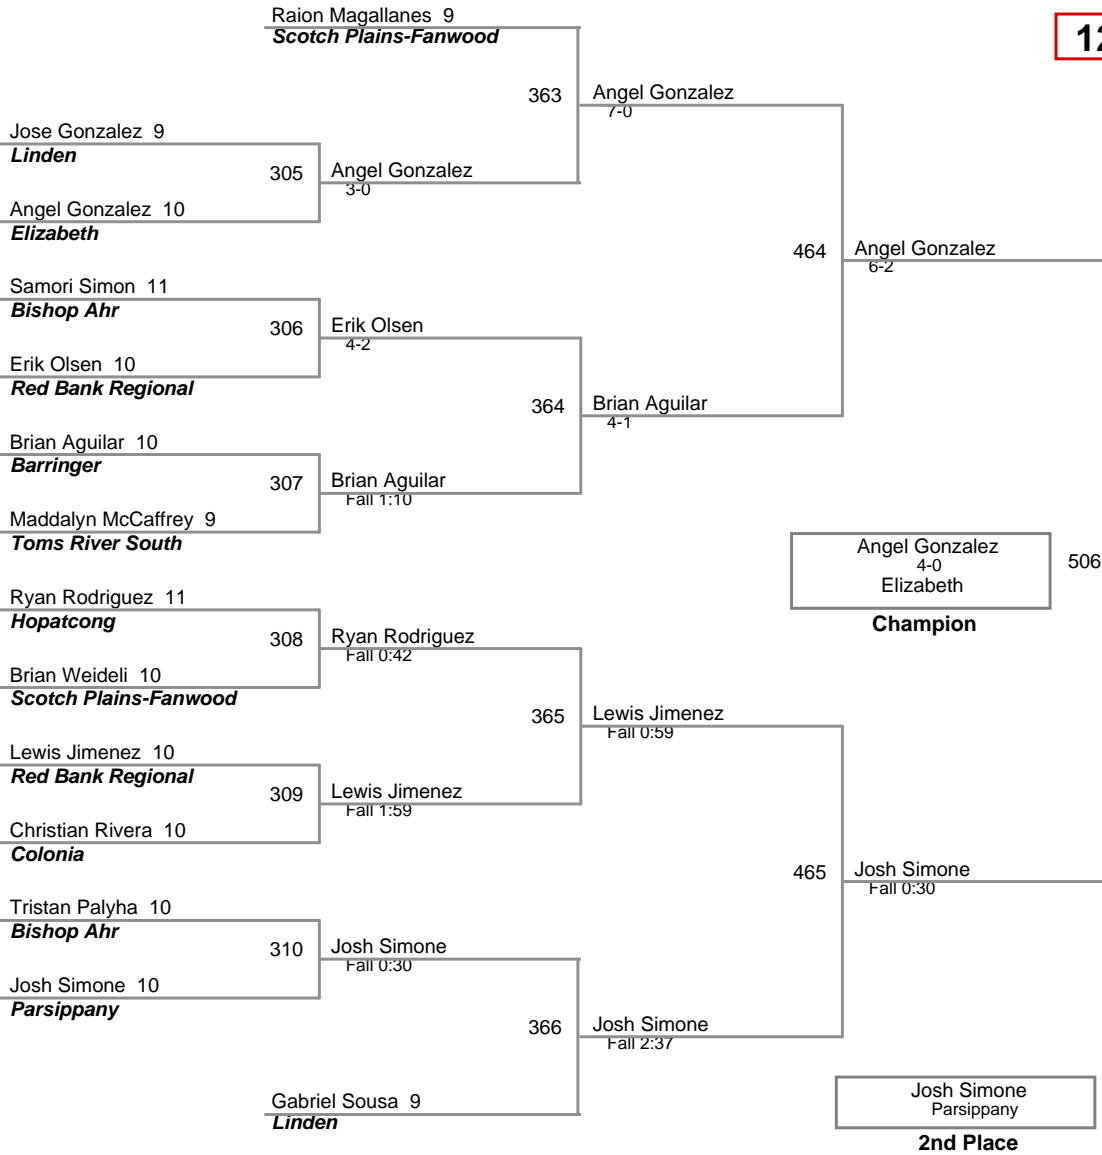 Raion Magallanes 9
Scotch Plains-Fanwood
12
363
Angel Gonzalez
7-0
Jose Gonzalez 9
Linden
305
Angel Gonzalez
3-0
Angel Gonzalez 10
Elizabeth
464
Angel Gonzalez
6-2
Samori Simon 11
Bishop Ahr
306
Erik Olsen
4-2
Erik Olsen 10
Red Bank Regional
364
Brian Aguilar
4-1
Brian Aguilar 10
Barringer
307
Brian Aguilar
Fall 1:10
Maddalyn McCaffrey 9
Toms River South
Angel Gonzalez
4-0
Elizabeth
506
Champion
Ryan Rodriguez 11
Hopatcong
308
Ryan Rodriguez
Fall 0:42
Brian Weideli 10
Scotch Plains-Fanwood
365
Lewis Jimenez
Fall 0:59
Lewis Jimenez 10
Red Bank Regional
309
Lewis Jimenez
Fall 1:59
Christian Rivera 10
Colonia
465
Josh Simone
Fall 0:30
Tristan Palyha 10
Bishop Ahr
310
Josh Simone
Fall 0:30
Josh Simone 10
Parsippany
366
Josh Simone
Fall 2:37
Gabriel Sousa 9
Linden
Josh Simone
Parsippany
2nd Place